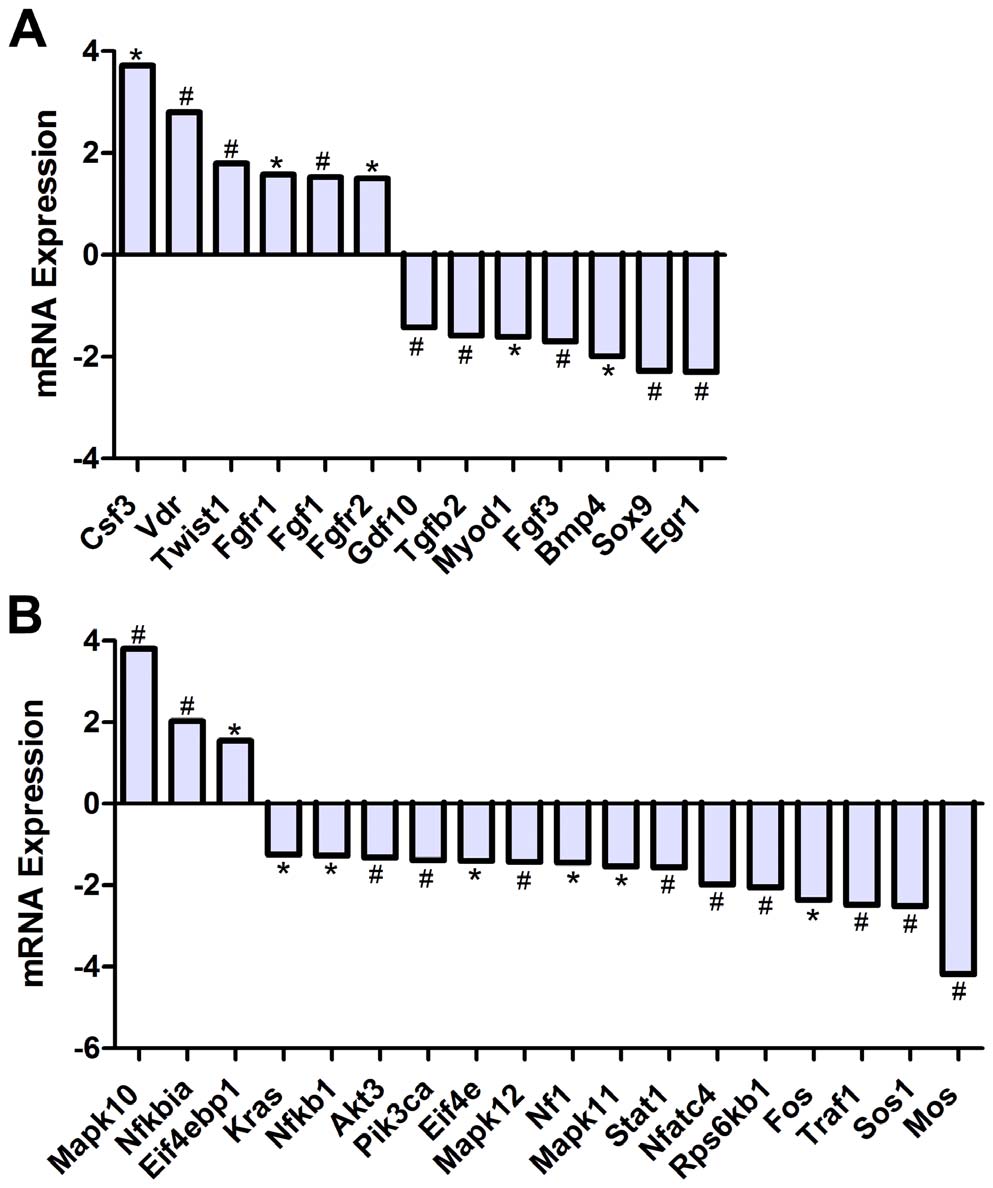 A
mRNA Expression
4
2
0
-2
-4
* # # * # * # # * # * # #
Csf3 Vdr Twist1 Fgfr1 Fgf1 Fgfr2 Gdf10 Tgfb2 Myod1 Fgf3 Bmp4 Sox9 Egr1
B
mRNA Expression
4
2
0
-2
-4
-6
# # * * * # # * # * * # # # * # # #
Mapk10 Nfkbia Eif4ebp1 Kras Nfkb1 Akt3 Pik3ca Eif4e Mapk12 Nf1 Mapk11 Stat1 Nfatc4 Rps6kb1 Fos Traf1 Sos1 Mos